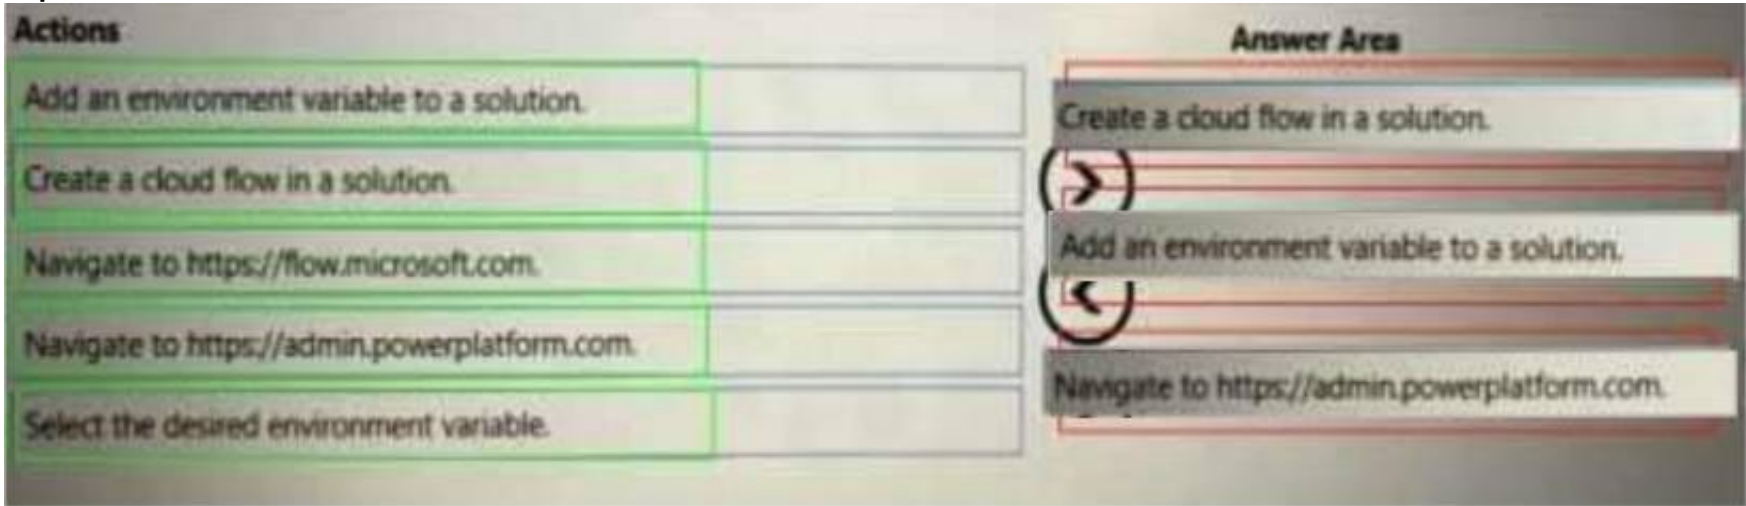 Actions
Add an environment variable to a solution.
Create a cloud flow in a solution.
Navigate to https://flow.microsoft.com.
Navigate to https://admin.powerplatform.com.
Select the desired environment variable.
Answer Area
Create a cloud flow in a solution.
Add an environment variable to a solution.
Navigate to https://admin.powerplatform.com.